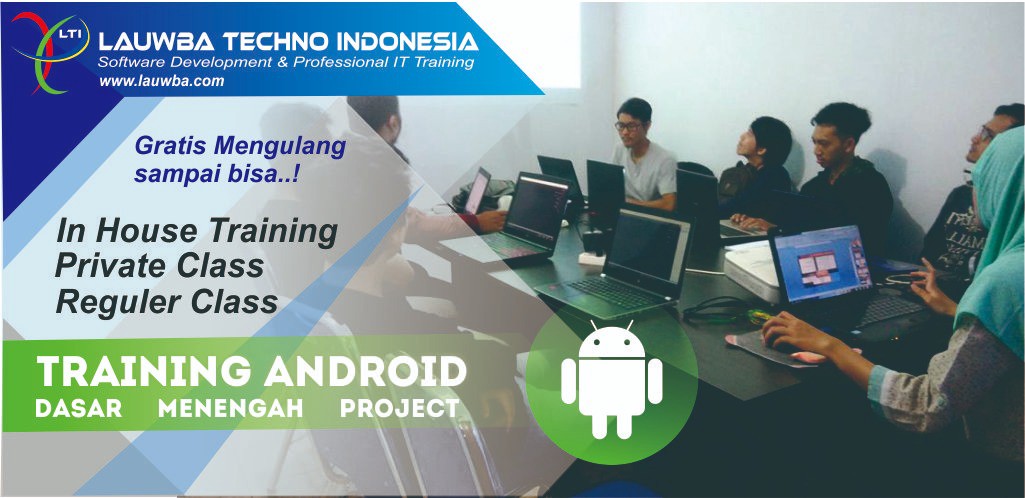 LTI
LAUWBA TECHNO INDONESIA
Software Development & Professional IT Training
www.lauwba.com
Gratis Mengulang
sampai bisa..!
In House Training
Private Class
Reguler Class
TRAINING ANDROID
DASAR MENENGAH PROJECT